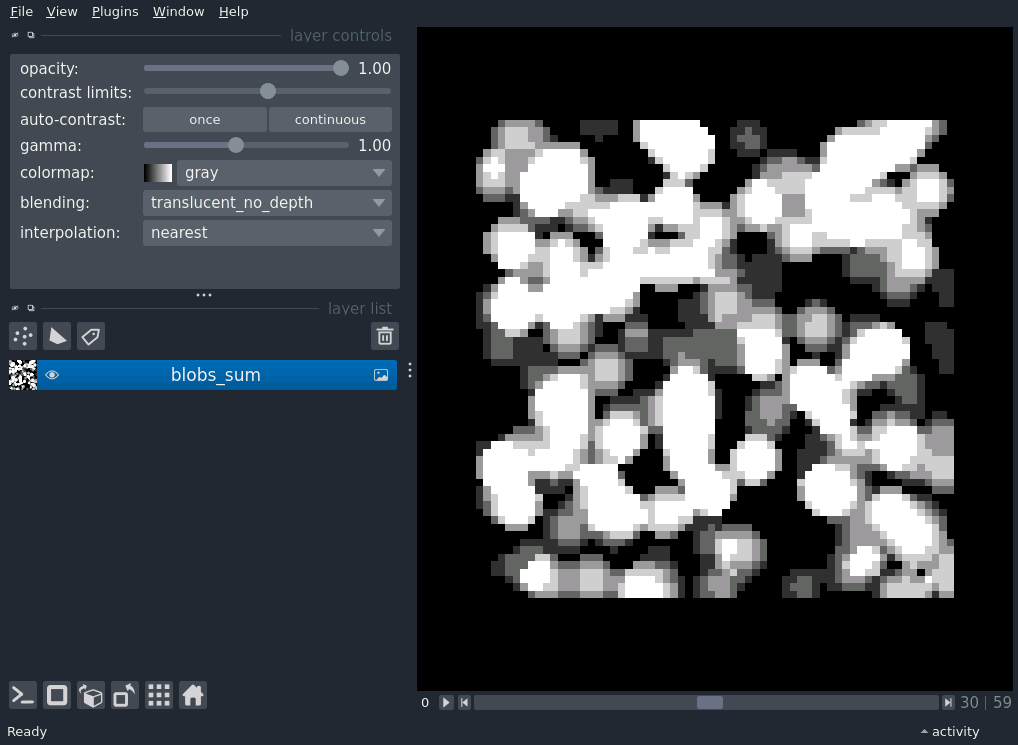 File View Plugins Window Help
layer controls
opacity: 1.00
contrast limits:
auto-contrast: once continuous
gamma: 1.00
colormap: gray
blending: translucent_no_depth
interpolation: nearest
layer list
blobs_sum
0 30 | 59
Ready activity